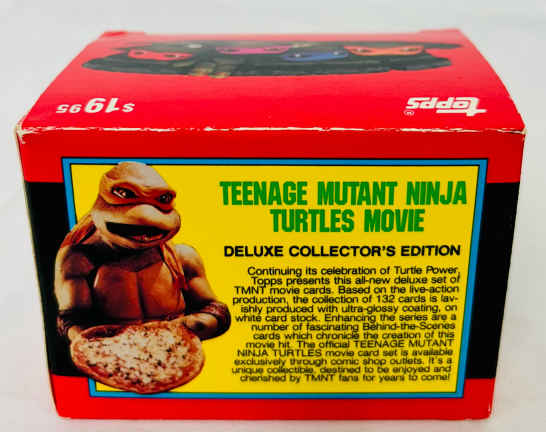 $19.95
Topps
TEENAGE MUTANT NINJA
TURTLES MOVIE
DELUXE COLLECTOR'S EDITION
Continuing its celebration of Turtle Power,
Topps presents this all-new deluxe set of
TMNT movie cards. Based on the live-action
production, the collection of 132 cards is lav-
ishly produced with ultra-glossy coating, on
white card stock. Enhancing the series are a
number of fascinating Behind-the-Scenes
cards which chronicle the creation of this
movie hit. The official TEENAGE MUTANT
NINJA TURTLES movie card set is available
exclusively through comic shop outlets. It's a
unique collectible, destined to be enjoyed and
cherished by TMNT fans for years to come!